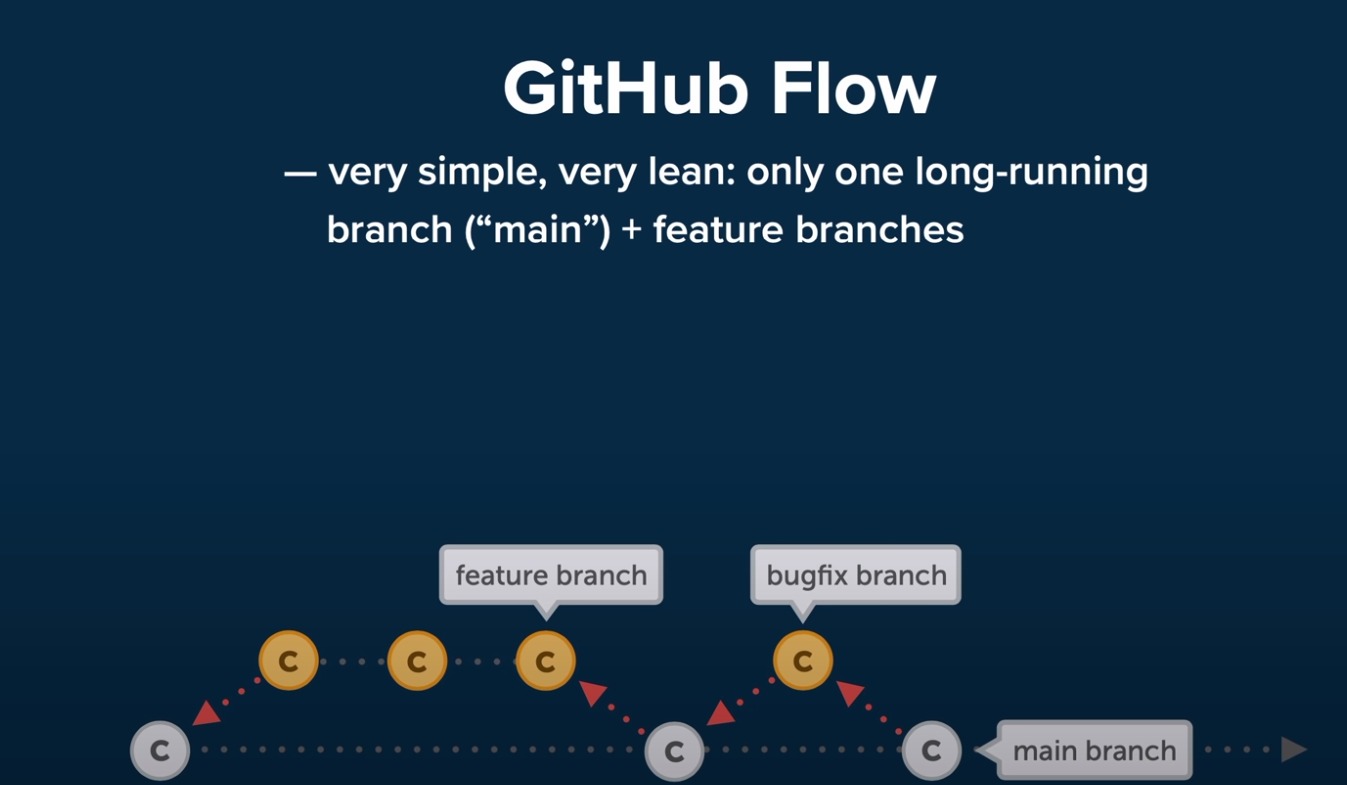 GitHub Flow
— very simple, very lean: only one long-running
branch (“main”) + feature branches
feature branch
bugfix branch
C
C
C
C
C
C
C
main branch